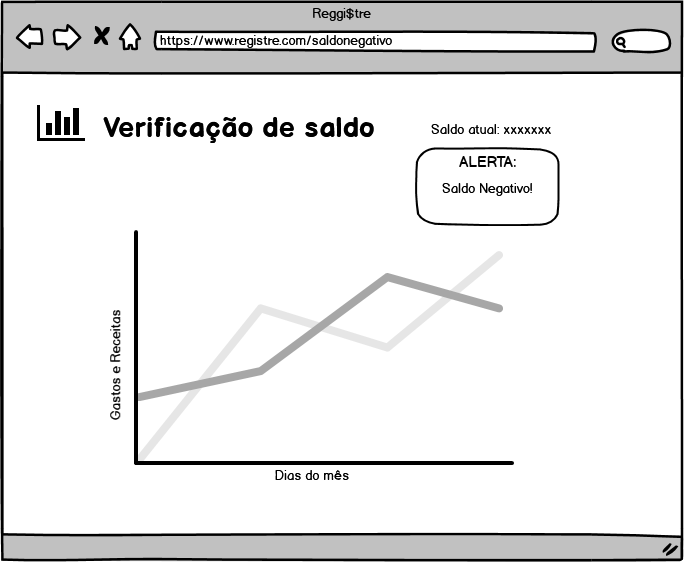 Reggi$tre
https://www.registre.com/saldonegativo
Verificação de saldo
Saldo atual: xxxxxxx
ALERTA:
Saldo Negativo!
Gastos e Receitas
Dias do mês